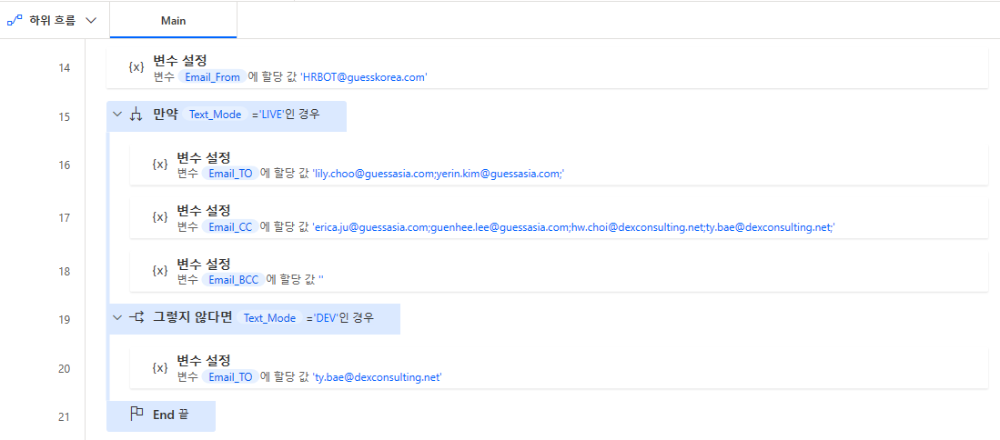 하위 흐름
Main
14
{x}
변수 설정
변수 Email_From 에 할당 값 'HRBOT@guesskorea.com'
15
만약 Text_Mode ='LIVE'인 경우
16
{x}
변수 설정
변수 Email_TO 에 할당 값 'lily.choo@guessasia.com;yerin.kim@guessasia.com;'
17
{x}
변수 설정
변수 Email_CC 에 할당 값 'erica.ju@guessasia.com;guenhee.lee@guessasia.com;hw.choi@dexconsulting.net;ty.bae@dexconsulting.net;'
18
{x}
변수 설정
변수 Email_BCC 에 할당 값 ''
19
그렇지 않다면 Text_Mode ='DEV'인 경우
20
{x}
변수 설정
변수 Email_TO 에 할당 값 'ty.bae@dexconsulting.net'
21
End 끝